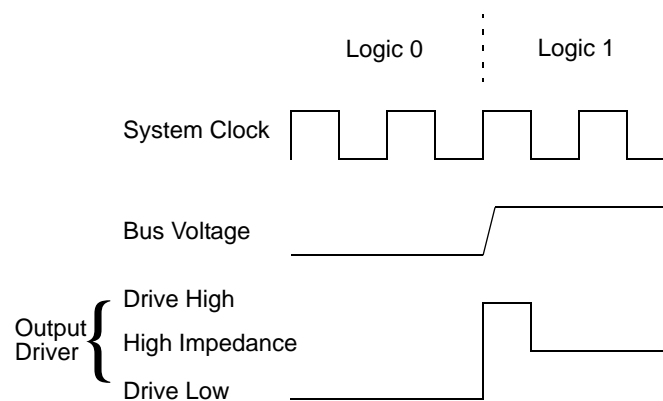 Logic 0
Logic 1
System Clock
Bus Voltage
Output
Driver
Drive High
High Impedance
Drive Low